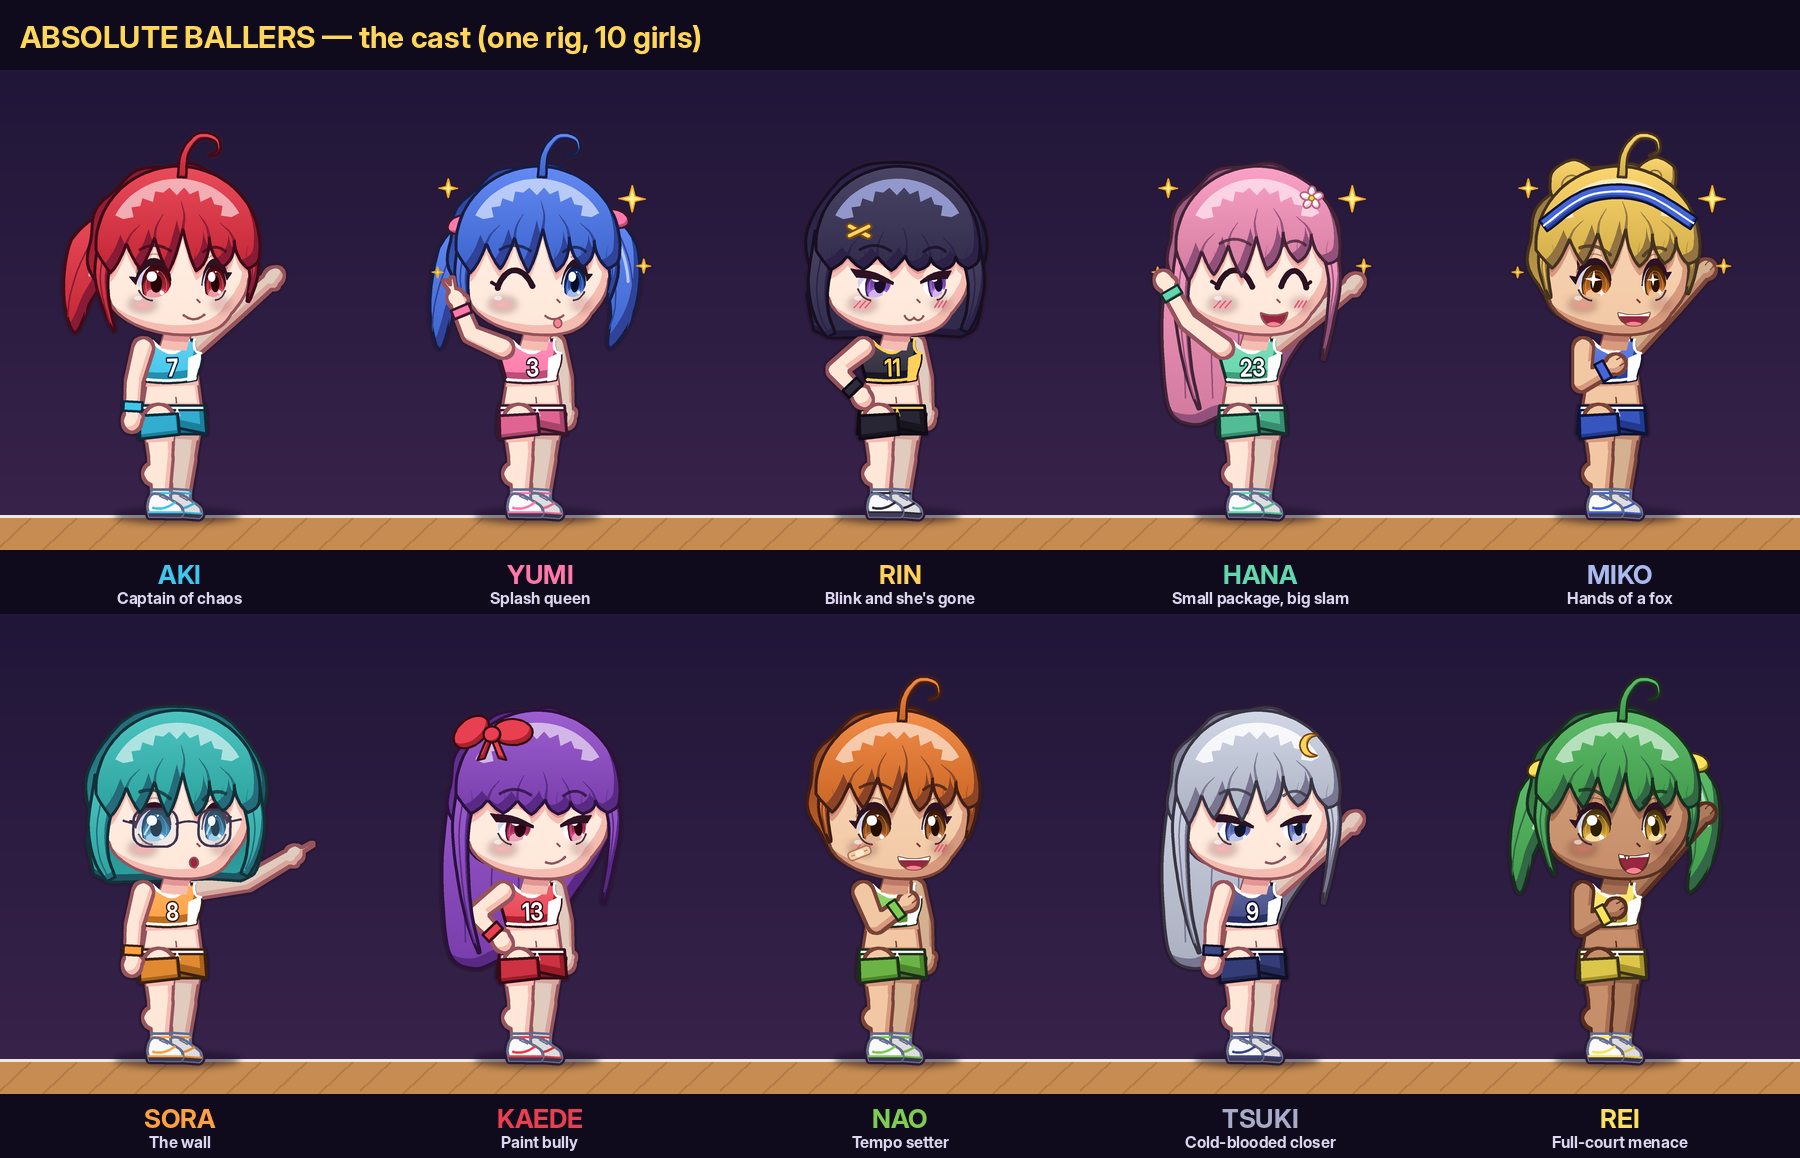 ABSOLUTE BALLERS — the cast (one rig, 10 girls)
7
3
11
23
AKI
Captain of chaos
YUMI
Splash queen
RIN
Blink and she's gone
HANA
Small package, big slam
MIKO
Hands of a fox
8
13
9
SORA
The wall
KAEDE
Paint bully
NAO
Tempo setter
TSUKI
Cold-blooded closer
REI
Full-court menace